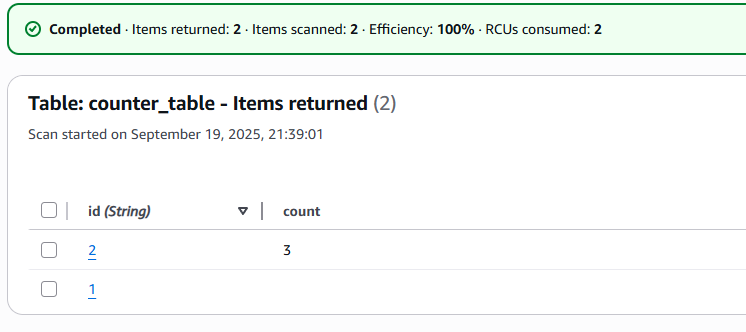 Completed · Items returned: 2 · Items scanned: 2 · Efficiency: 100% · RCUs consumed: 2
Table: counter_table - Items returned (2)
Scan started on September 19, 2025, 21:39:01
id (String) count
2 3
1